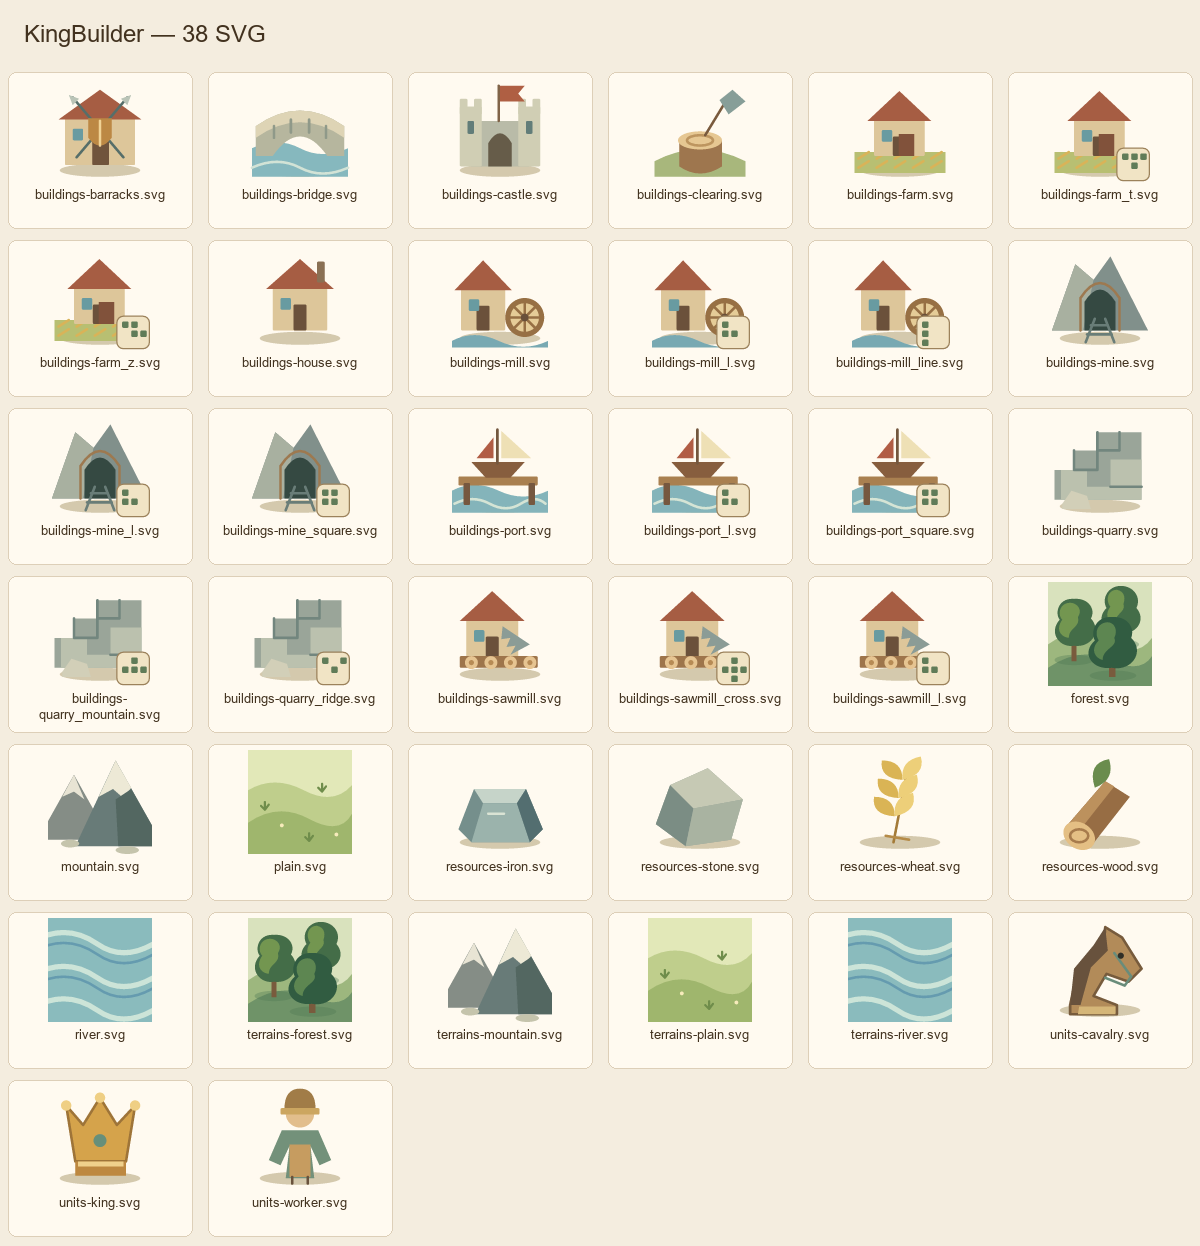 KingBuilder — 38 SVG
buildings-barracks.svg
buildings-bridge.svg
buildings-castle.svg
buildings-clearing.svg
buildings-farm.svg
buildings-farm_t.svg
buildings-farm_z.svg
buildings-house.svg
buildings-mill.svg
buildings-mill_l.svg
buildings-mill_line.svg
buildings-mine.svg
buildings-mine_l.svg
buildings-mine_square.svg
buildings-port.svg
buildings-port_l.svg
buildings-port_square.svg
buildings-quarry.svg
buildings-
quarry_mountain.svg
buildings-quarry_ridge.svg
buildings-sawmill.svg
buildings-sawmill_cross.svg
buildings-sawmill_l.svg
forest.svg
mountain.svg
plain.svg
resources-iron.svg
resources-stone.svg
resources-wheat.svg
resources-wood.svg
river.svg
terrains-forest.svg
terrains-mountain.svg
terrains-plain.svg
terrains-river.svg
units-cavalry.svg
units-king.svg
units-worker.svg